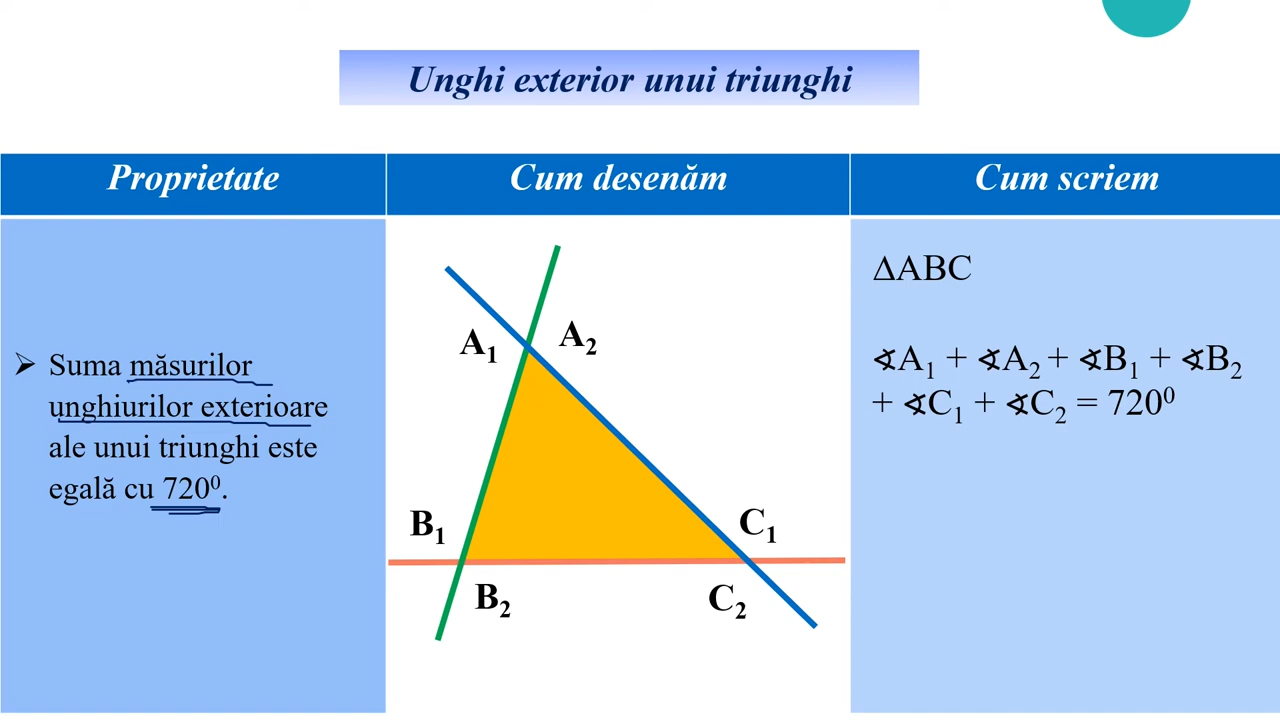 Unghi exterior unui triunghi
Proprietate
Cum desenăm
Cum scriem
➢ Suma măsurilor
unghiurilor exterioare
ale unui triunghi este
egală cu 720⁰.
A₁
A₂
B₁
B₂
C₁
C₂
ΔABC
∢A₁ + ∢A₂ + ∢B₁ + ∢B₂
+ ∢C₁ + ∢C₂ = 720⁰